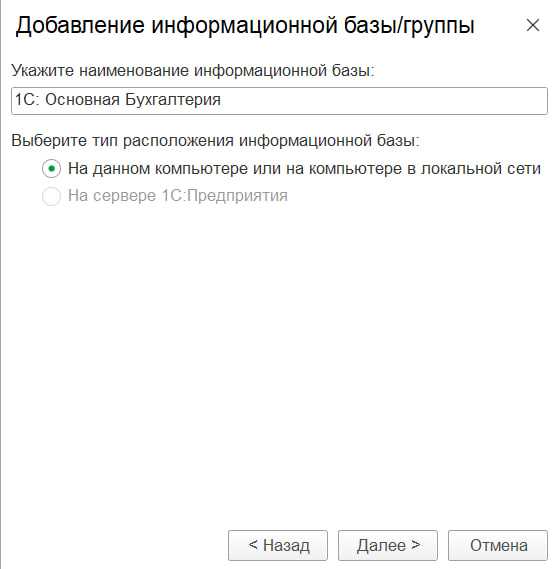 Добавление информационной базы/группы
Укажите наименование информационной базы:
1С: Основная Бухгалтерия
Выберите тип расположения информационной базы:
На данном компьютере или на компьютере в локальной сети
На сервере 1С:Предприятия
< Назад
Далее >
Отмена